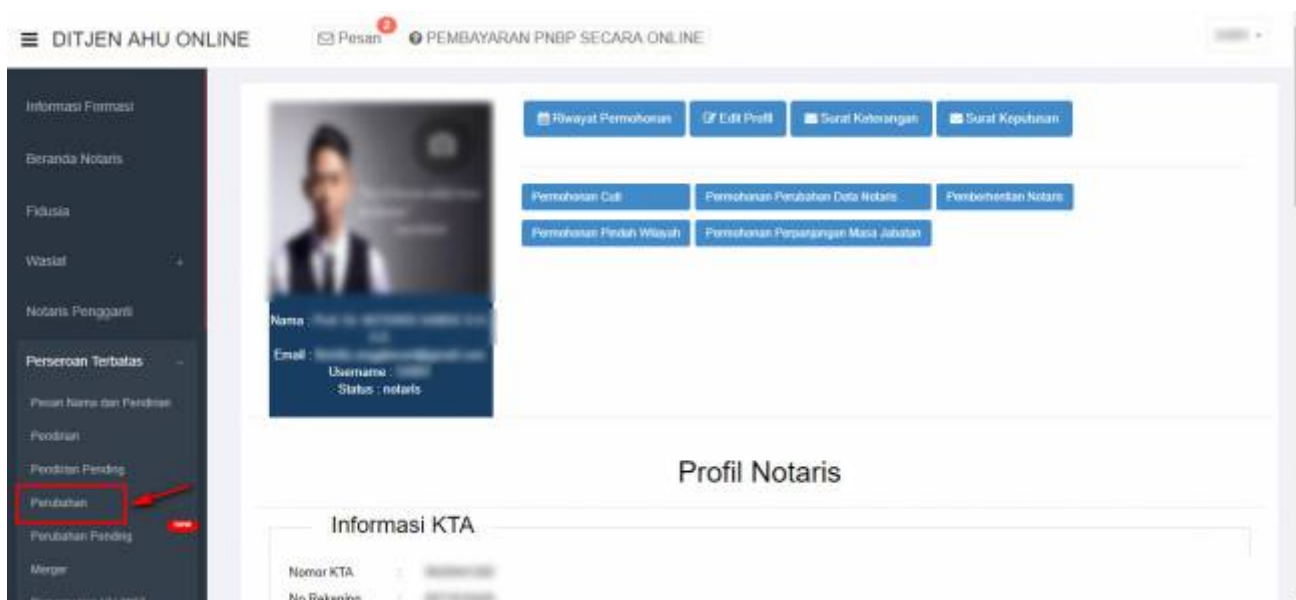 DITJEN AHU ONLINE
Pesan 2
PEMBAYARAN PNBP SECARA ONLINE
Informasi Formasi
Beranda Notaris
Fidusia
Wasiat +
Notaris Pengganti
Perseroan Terbatas -
Pesan Nama dan Pendirian
Pendirian
Pendirian Pending
Perubahan
new
Perubahan Pending
Merger
Riwayat Permohonan
Edit Profil
Surat Keterangan
Surat Keputusan
Permohonan Cuti
Permohonan Perubahan Data Notaris
Pemberhentian Notaris
Permohonan Pindah Wilayah
Permohonan Perpanjangan Masa Jabatan
Nama :
Email :
Username :
Status : notaris
Profil Notaris
Informasi KTA
Nomor KTA :
No Rekening :